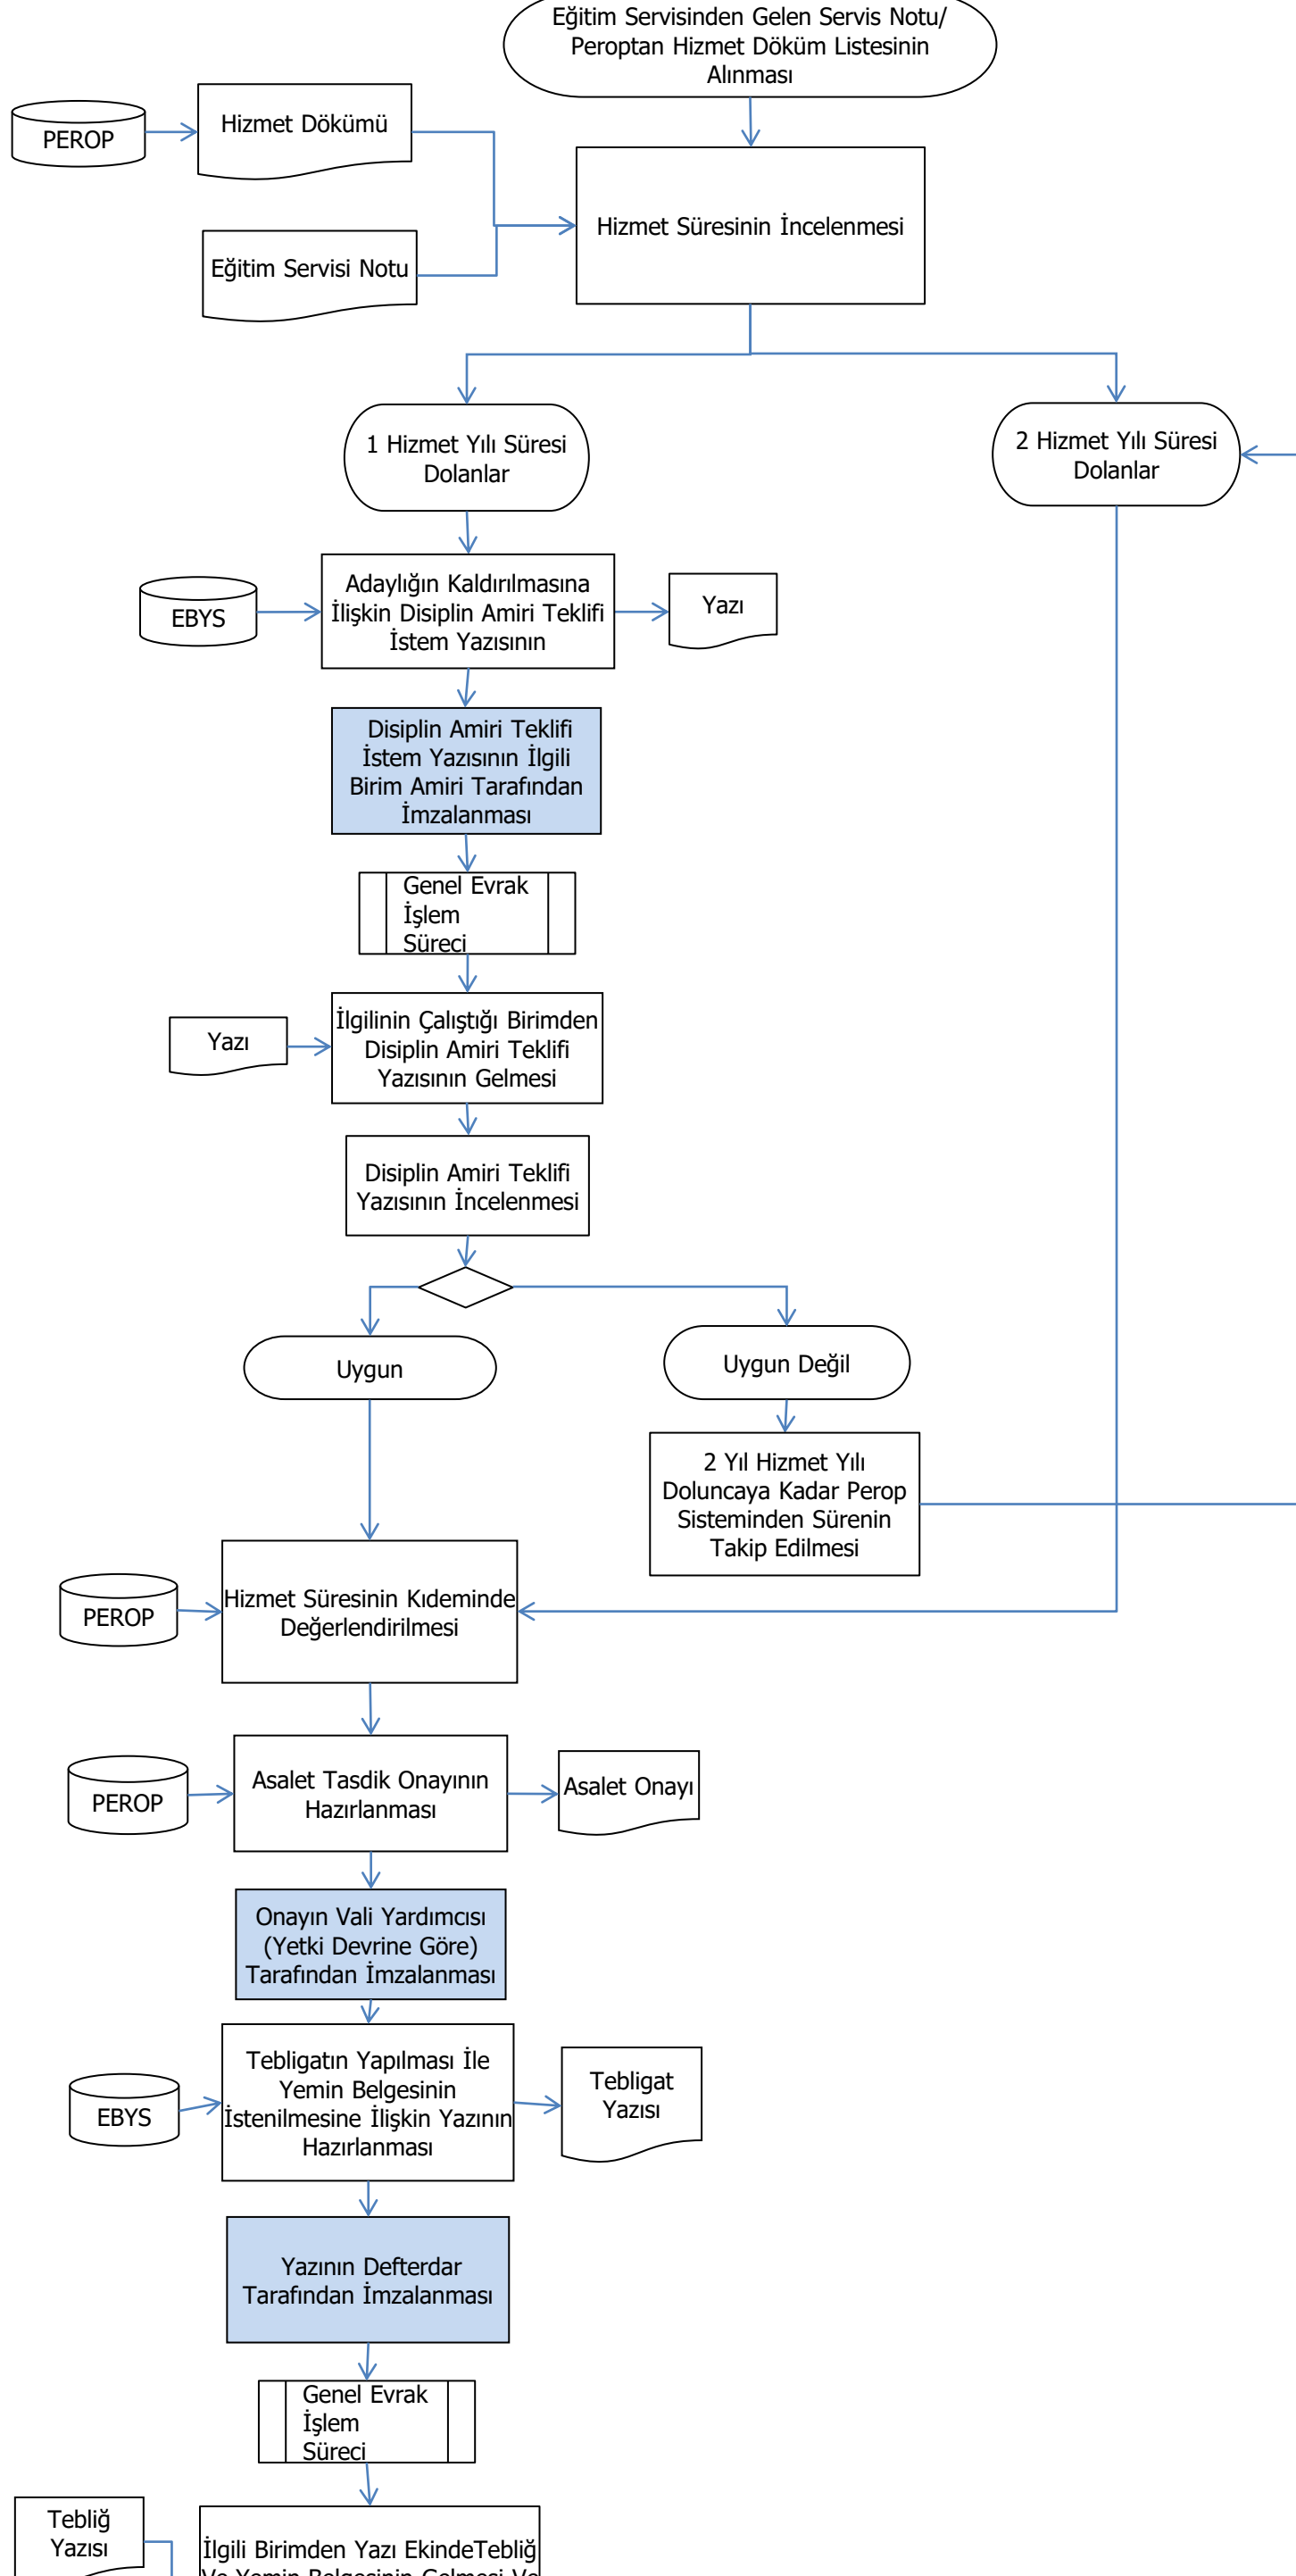 Eğitim Servisinden Gelen Servis Notu/
Peroptan Hizmet Döküm Listesinin
Alınması
PEROP
Hizmet Dökümü
Hizmet Süresinin İncelenmesi
Eğitim Servisi Notu
1 Hizmet Yılı Süresi
Dolanlar
2 Hizmet Yılı Süresi
Dolanlar
EBYS
Adaylığın Kaldırılmasına
İlişkin Disiplin Amiri Teklifi
İstem Yazısının
Yazı
Disiplin Amiri Teklifi
İstem Yazısının İlgili
Birim Amiri Tarafından
İmzalanması
Genel Evrak
İşlem
Süreci
Yazı
İlgilinin Çalıştığı Birimden
Disiplin Amiri Teklifi
Yazısının Gelmesi
Disiplin Amiri Teklifi
Yazısının İncelenmesi
Uygun
Uygun Değil
2 Yıl Hizmet Yılı
Doluncaya Kadar Perop
Sisteminden Sürenin
Takip Edilmesi
PEROP
Hizmet Süresinin Kıdeminde
Değerlendirilmesi
PEROP
Asalet Tasdik Onayının
Hazırlanması
Asalet Onayı
Onayın Vali Yardımcısı
(Yetki Devrine Göre)
Tarafından İmzalanması
EBYS
Tebligatın Yapılması İle
Yemin Belgesinin
İstenilmesine İlişkin Yazının
Hazırlanması
Tebligat
Yazısı
Yazının Defterdar
Tarafından İmzalanması
Genel Evrak
İşlem
Süreci
Tebliğ
Yazısı
İlgili Birimden Yazı EkindeTebliğ
Ve Yemin Belgesinin Gelmesi Ve